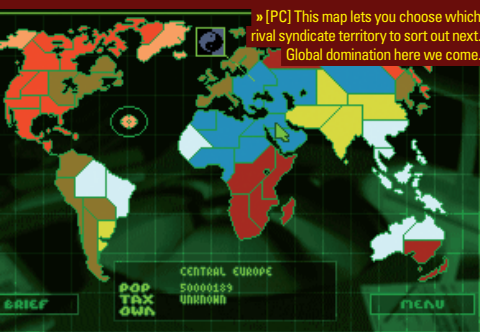 » [PC] This map lets you choose which
rival syndicate territory to sort out next.
Global domination here we come.
CENTRAL EUROPE
POP 50000189
TAX UNKNOWN
OWN
BRIEF
MENU